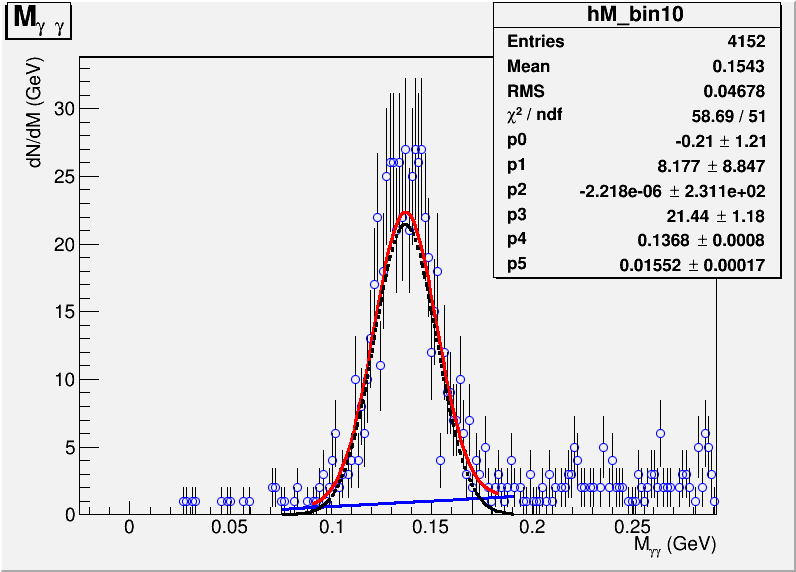 M γ γ
hM_bin10
Entries 4152
Mean 0.1543
RMS 0.04678
χ² / ndf 58.69 / 51
p0 -0.21 ± 1.21
p1 8.177 ± 8.847
p2 -2.218e-06 ± 2.311e+02
p3 21.44 ± 1.18
p4 0.1368 ± 0.0008
p5 0.01552 ± 0.00017
dN/dM (GeV)
30
25
20
15
10
5
0
0 0.05 0.1 0.15 0.2 0.25
Mγγ (GeV)